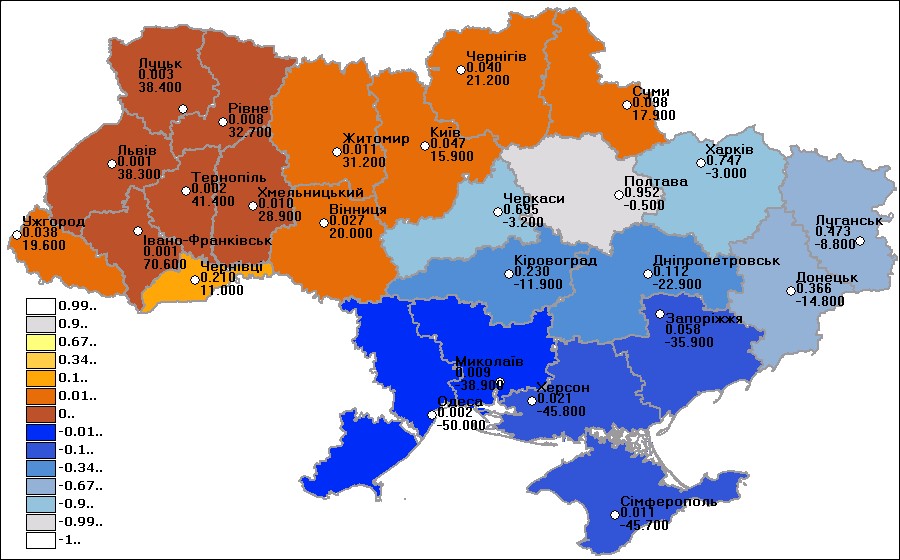 Чернігів
0.040
21.200
Луцьк
0.003
38.400
Суми
0.098
17.900
Рівне
0.008
32.700
Житомир
0.011
31.200
Київ
0.047
15.900
Харків
0.747
-3.000
Львів
0.001
38.300
Тернопіль
0.002
41.400
Хмельницький
0.010
28.900
Полтава
0.952
-0.500
Черкаси
0.695
-3.200
Вінниця
0.027
20.000
Ужгород
0.038
19.600
Луганськ
0.473
-8.800
Івано-Франківськ
0.001
70.600
Чернівці
0.210
11.000
Кіровоград
0.230
-11.900
Дніпропетровськ
0.112
-22.900
Донецьк
0.366
-14.800
Запоріжжя
0.058
-35.900
Миколаїв
0.009
-38.900
Херсон
0.021
-45.800
Одеса
0.002
-50.000
Сімферополь
0.011
-45.700
0.99..
0.9..
0.67..
0.34..
0.1..
0.01..
0..
-0.01..
-0.1..
-0.34..
-0.67..
-0.9..
-0.99..
-1..